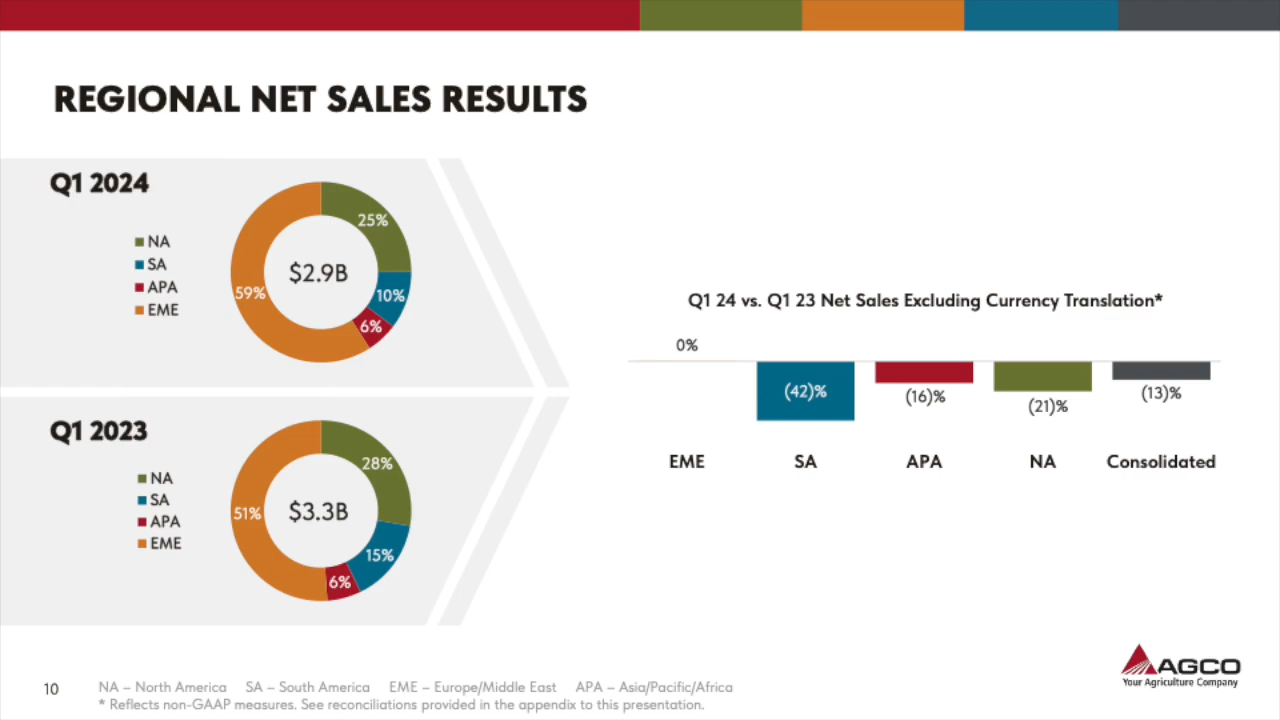 REGIONAL NET SALES RESULTS
Q1 2024
NA
SA
APA
EME
25%
10%
6%
59%
$2.9B
Q1 2023
NA
SA
APA
EME
28%
15%
6%
51%
$3.3B
Q1 24 vs. Q1 23 Net Sales Excluding Currency Translation*
0%
(42)%
(16)%
(21)%
(13)%
EME SA APA NA Consolidated
AGCO
Your Agriculture Company
10
NA – North America SA – South America EME – Europe/Middle East APA – Asia/Pacific/Africa
* Reflects non-GAAP measures. See reconciliations provided in the appendix to this presentation.